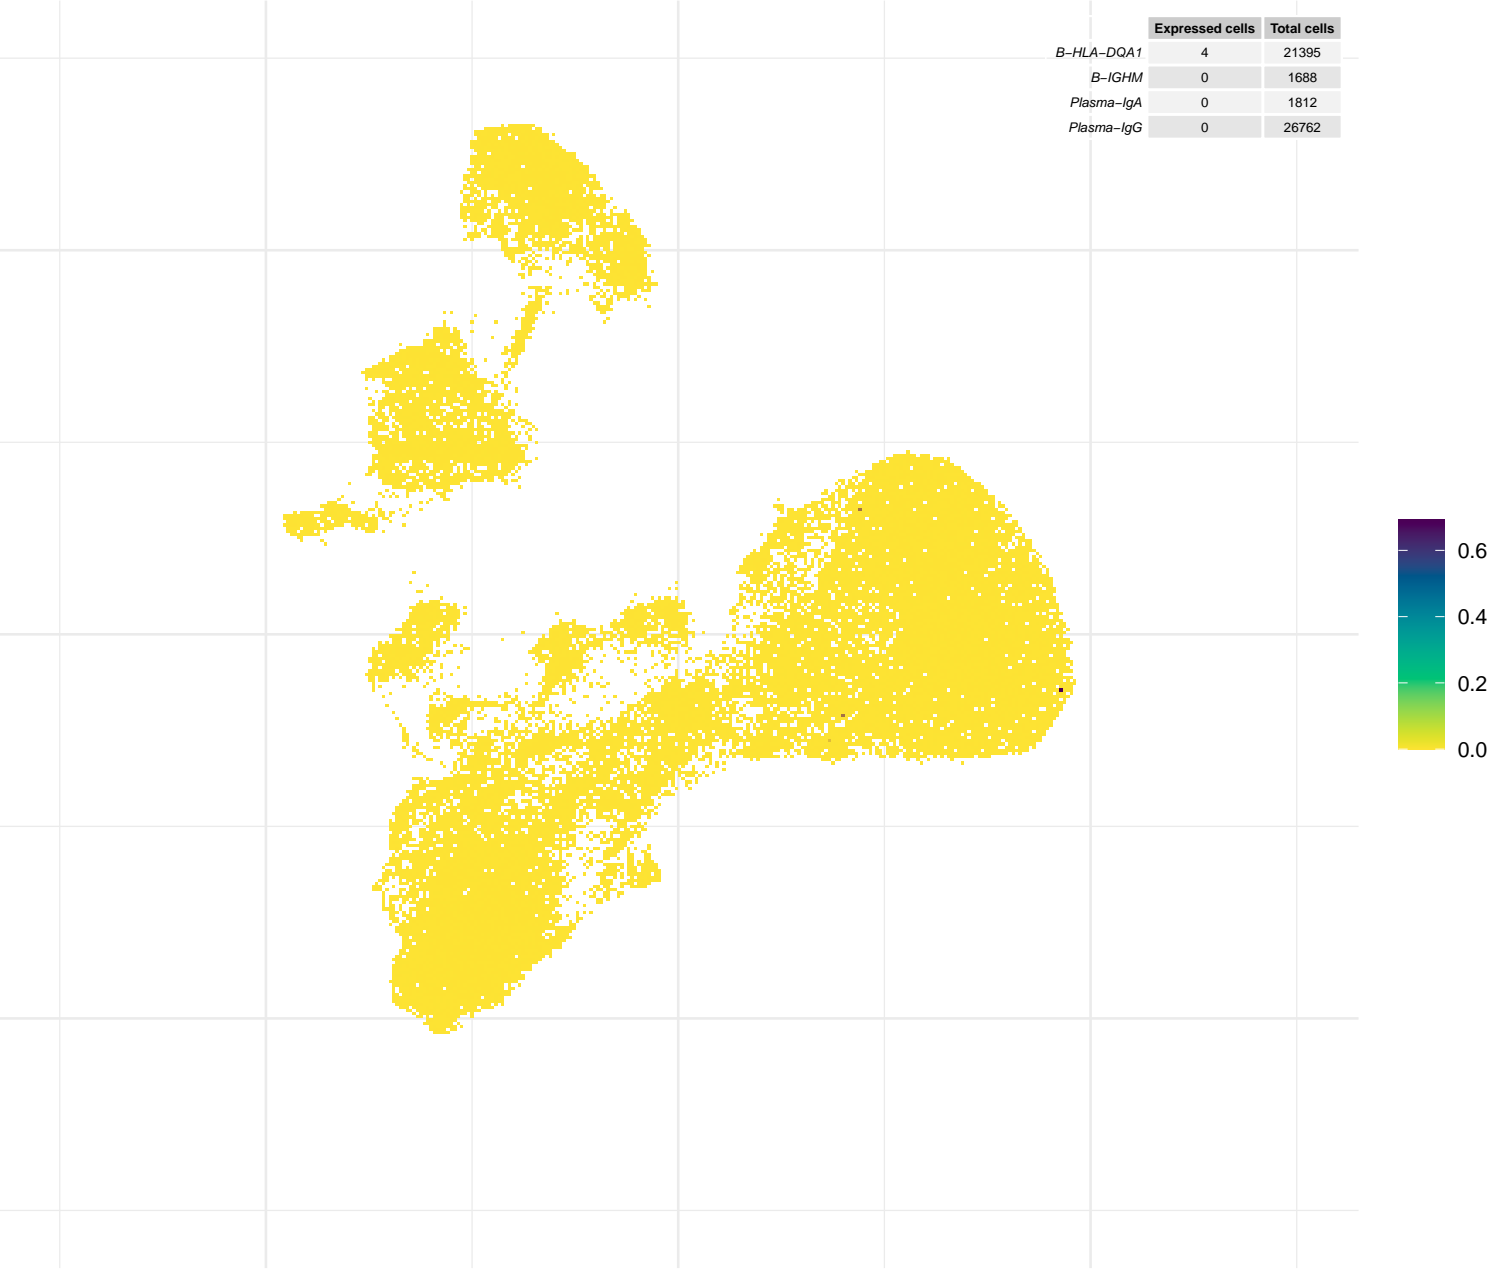 Expressed cells Total cells
B-HLA-DQA1 4 21395
B-IGHM 0 1688
Plasma-IgA 0 1812
Plasma-IgG 0 26762
0.6
0.4
0.2
0.0